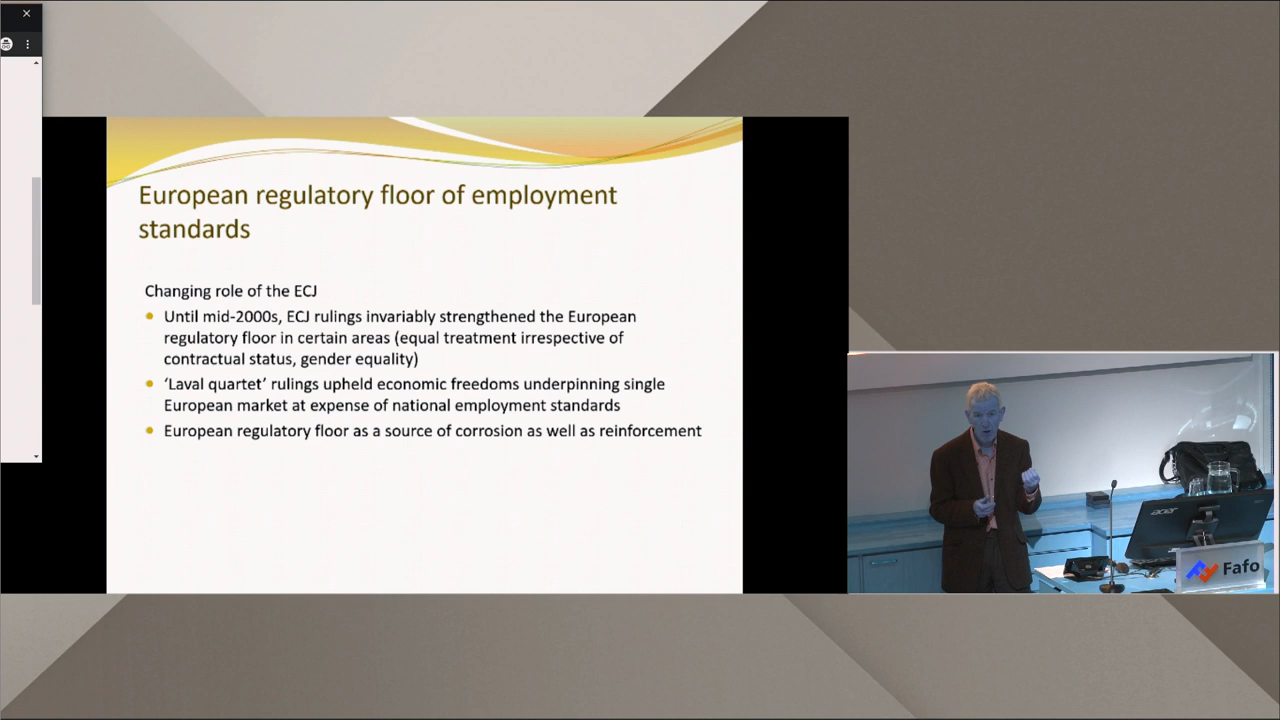 European regulatory floor of employment
standards
Changing role of the ECJ
Until mid-2000s, ECJ rulings invariably strengthened the European
regulatory floor in certain areas (equal treatment irrespective of
contractual status, gender equality)
‘Laval quartet’ rulings upheld economic freedoms underpinning single
European market at expense of national employment standards
European regulatory floor as a source of corrosion as well as reinforcement
acer
Fafo